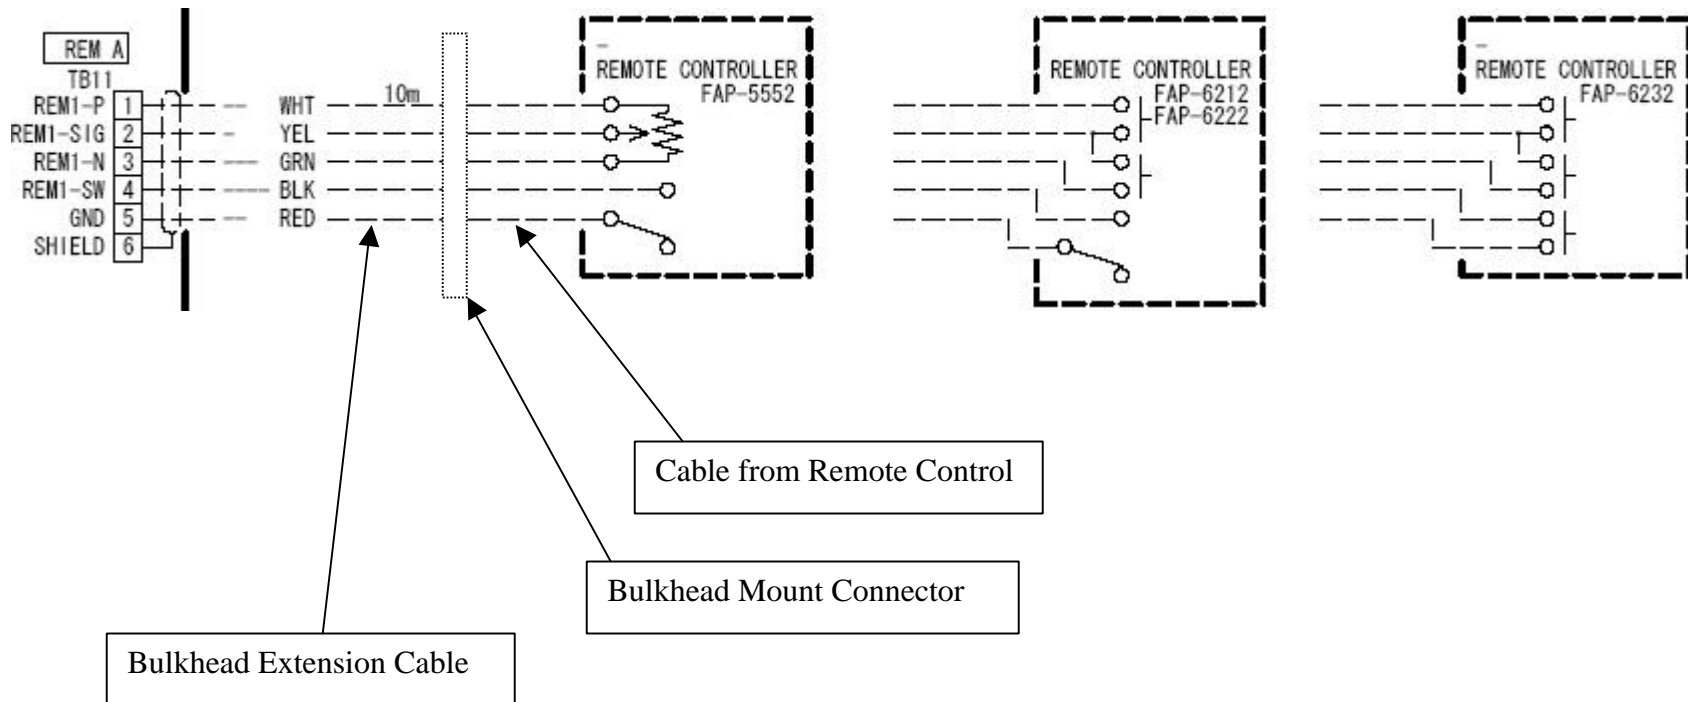 REM A
TB11
REM1-P 1 WHT 10m
REM1-SIG 2 YEL
REM1-N 3 GRN
REM1-SW 4 BLK
GND 5 RED
SHIELD 6
REMOTE CONTROLLER
FAP-5552
REMOTE CONTROLLER
FAP-6212
FAP-6222
REMOTE CONTROLLER
FAP-6232
Cable from Remote Control
Bulkhead Mount Connector
Bulkhead Extension Cable